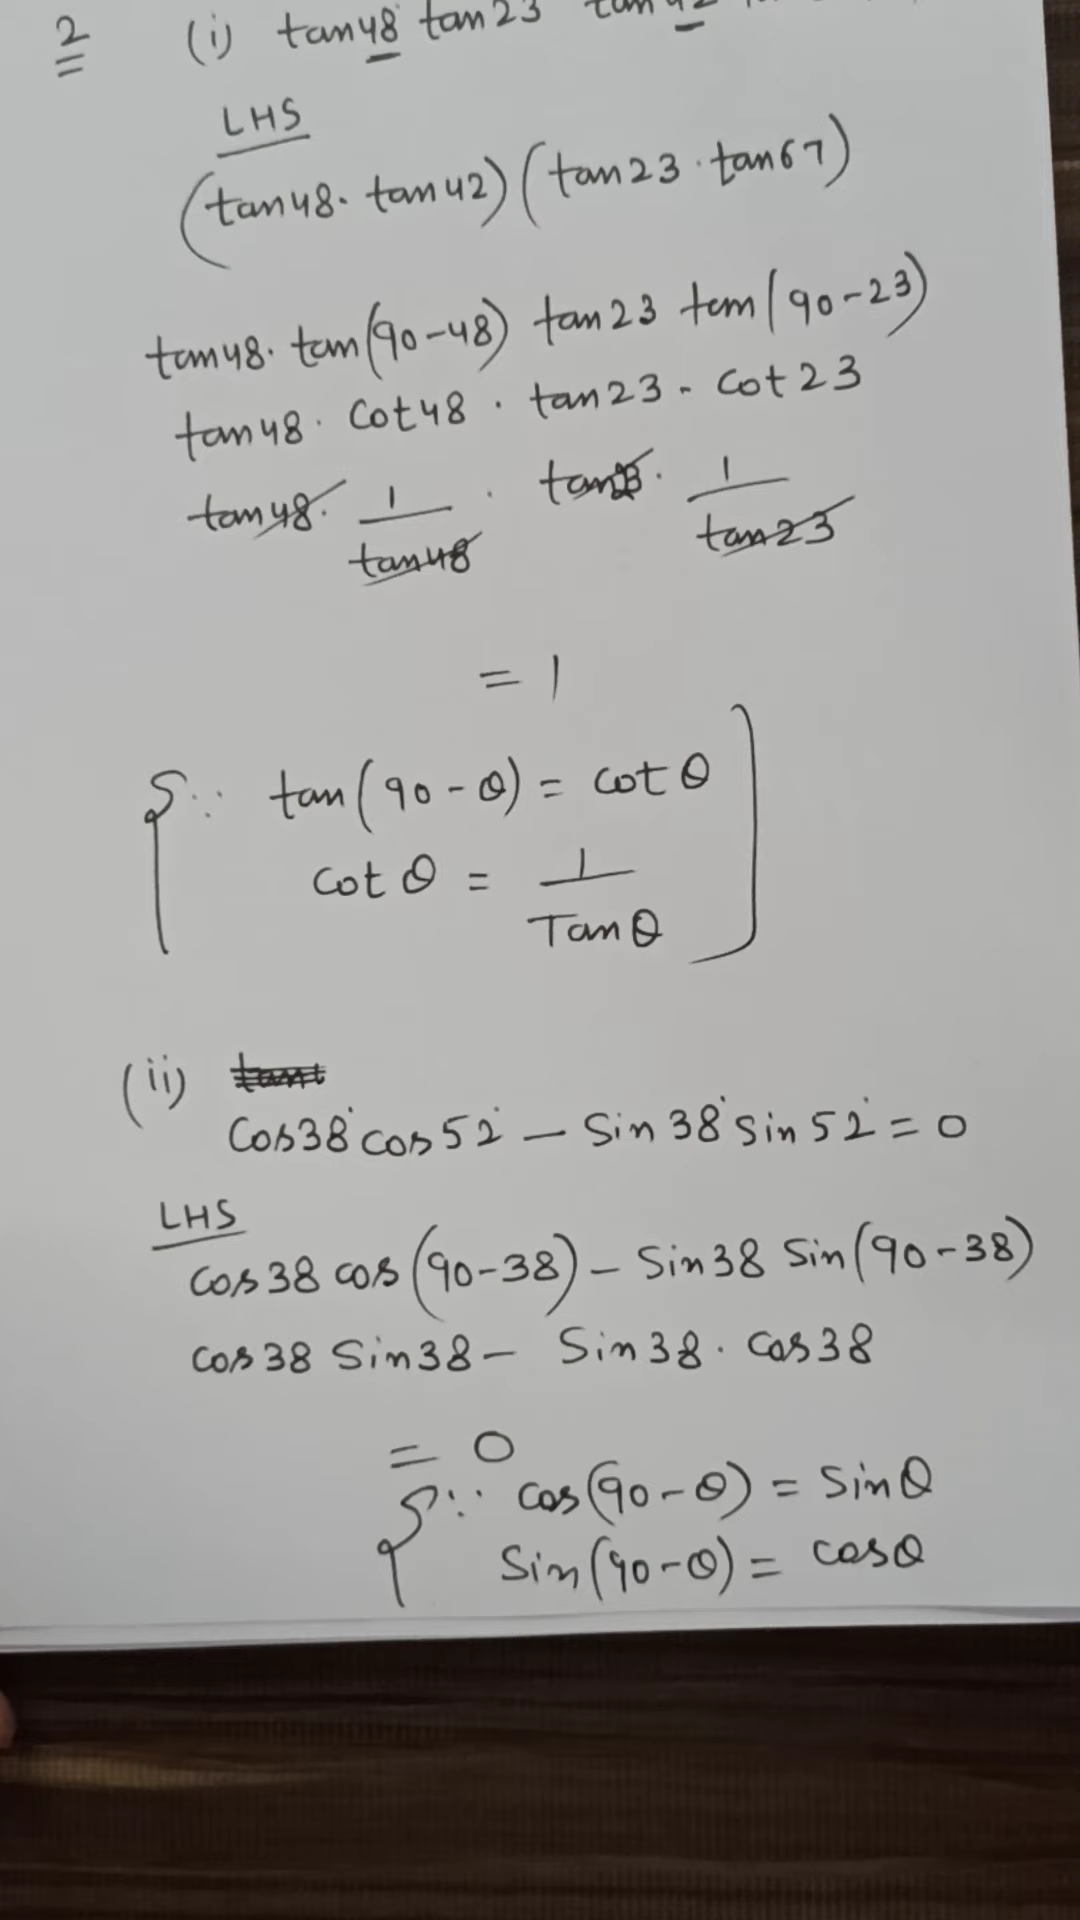 2 (i) tan48 tan23 tan42
LHS
(tan48. tan42) (tan23.tan67)
tan48. tan(90-48) tan23 tan(90-23)
tan48. Cot48 . tan23 . Cot23
tan48. 1/tan48 . tan23. 1/tan23
= 1
{∵ tan(90-θ) = cotθ
cotθ = 1/Tanθ ]
(ii) tant
Cos38° cos52° - Sin38° Sin52° = 0
LHS
cos38 cos(90-38) - Sin38 Sin(90-38)
cos38 Sin38 - Sin38. cos38
= 0
{∵ cos(90-θ) = Sinθ
Sin(90-θ) = cosθ